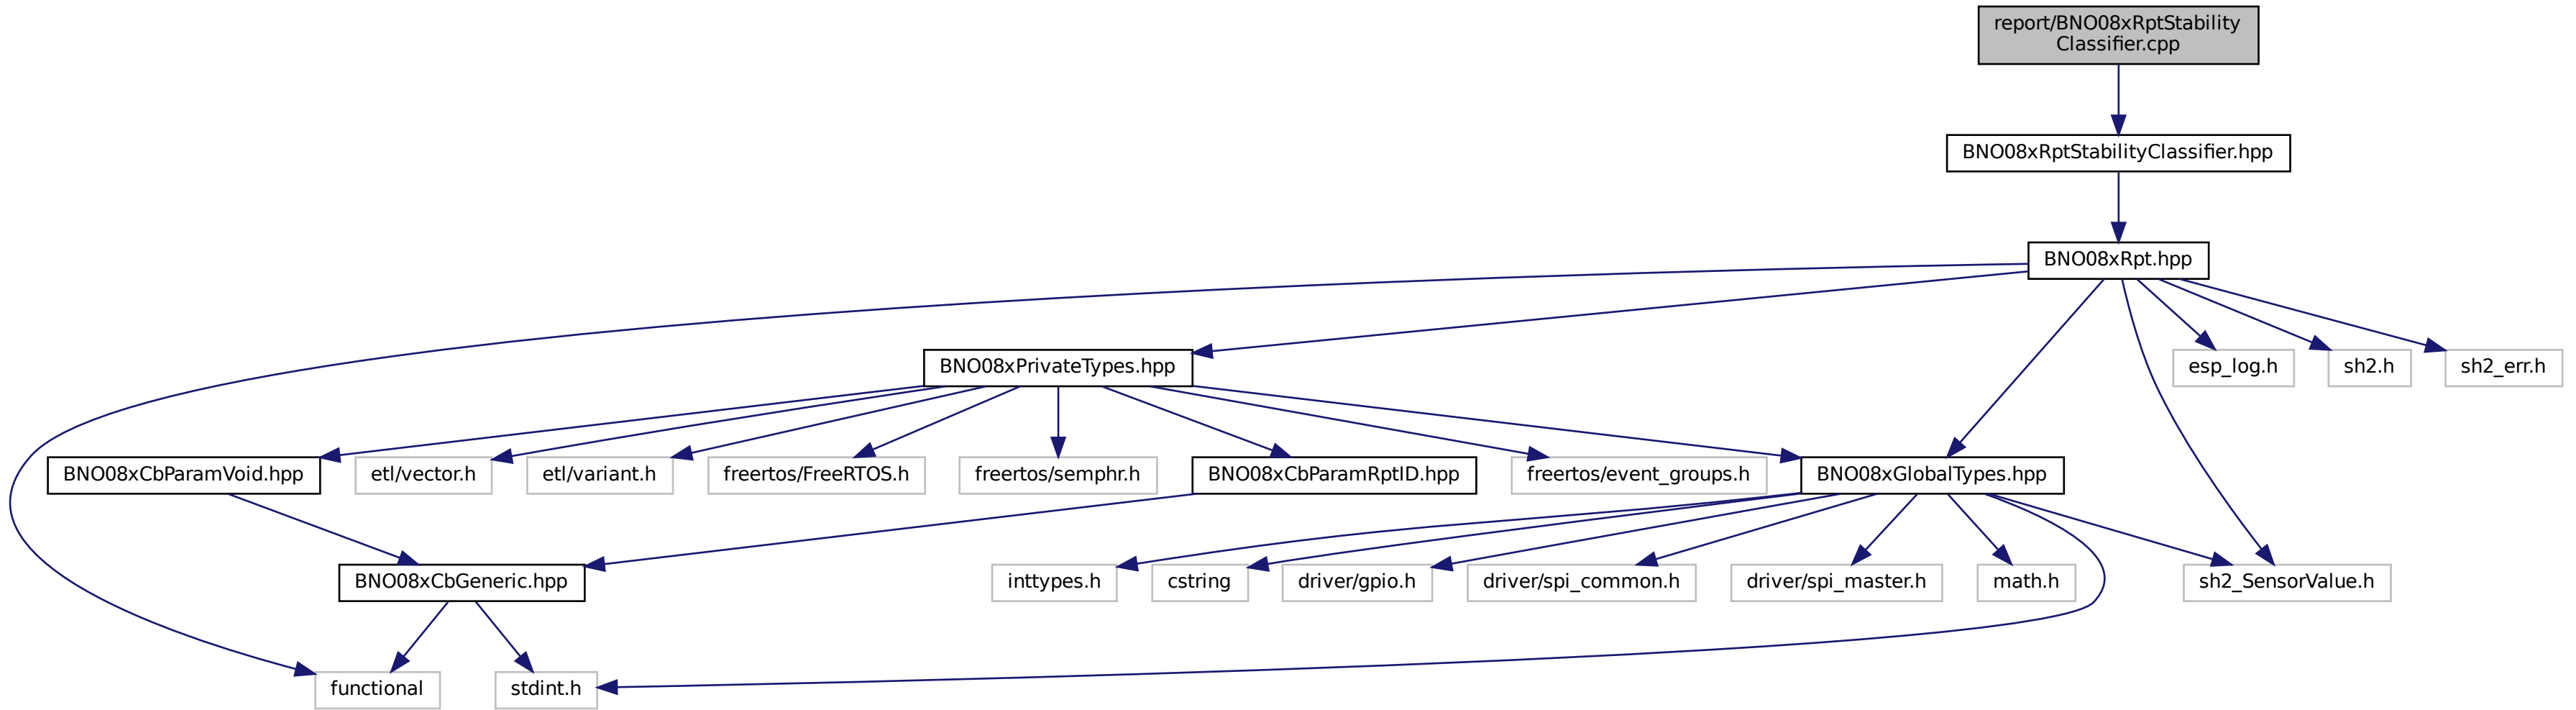 report/BNO08xRptStability
Classifier.cpp
BNO08xRptStabilityClassifier.hpp
BNO08xRpt.hpp
BNO08xPrivateTypes.hpp
esp_log.h
sh2.h
sh2_err.h
BNO08xCbParamVoid.hpp
etl/vector.h
etl/variant.h
freertos/FreeRTOS.h
freertos/semphr.h
BNO08xCbParamRptID.hpp
freertos/event_groups.h
BNO08xGlobalTypes.hpp
BNO08xCbGeneric.hpp
inttypes.h
cstring
driver/gpio.h
driver/spi_common.h
driver/spi_master.h
math.h
sh2_SensorValue.h
functional
stdint.h